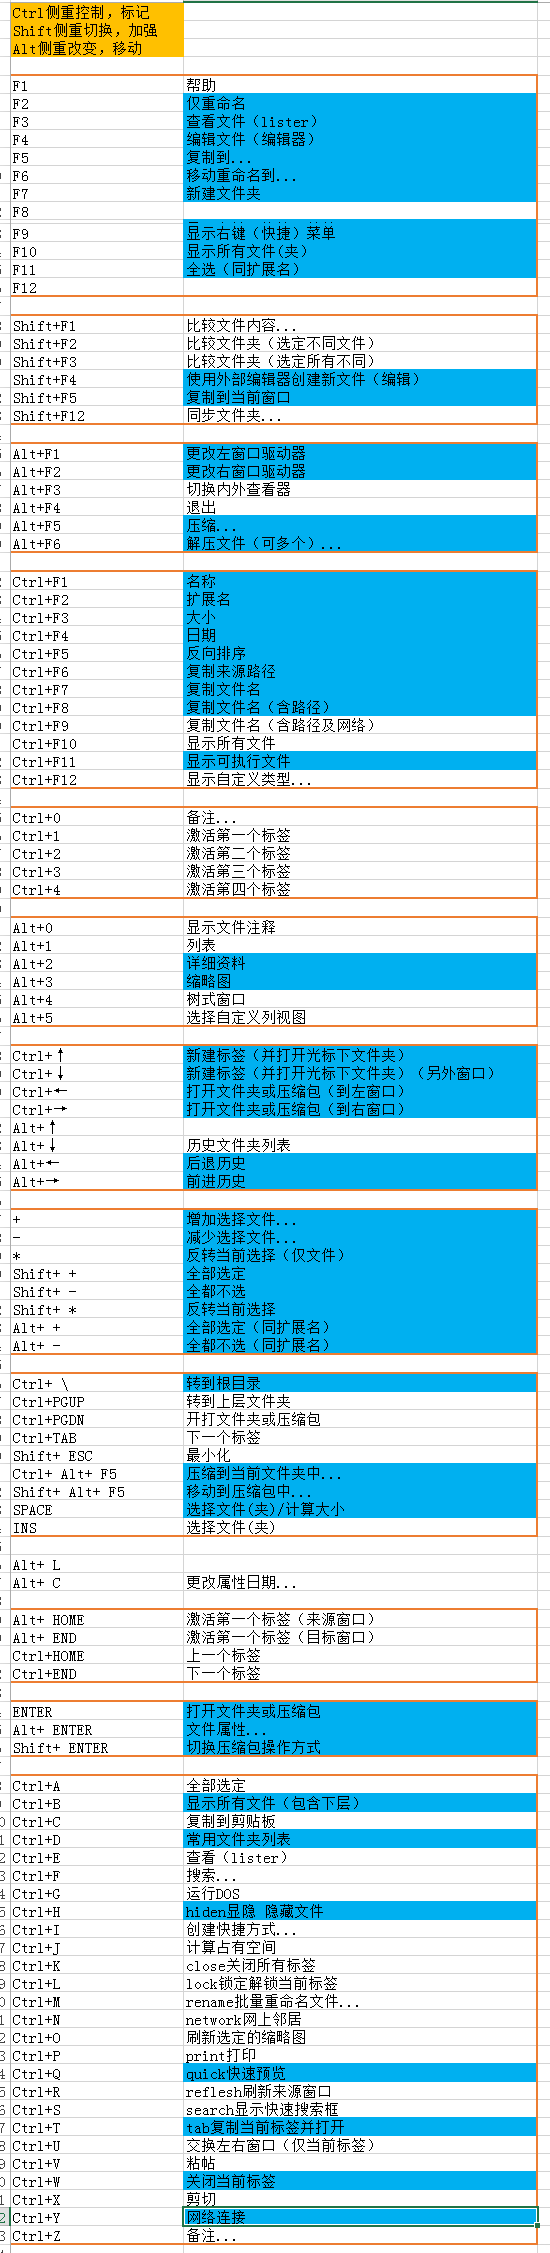 Ctrl侧重控制，标记
Shift侧重切换，加强
Alt侧重改变，移动
F1 帮助
F2 仅重命名
F3 查看文件（lister）
F4 编辑文件（编辑器）
F5 复制到...
F6 移动重命名到...
F7 新建文件夹
F8
F9 显示右键（快捷）菜单
F10 显示所有文件(夹)
F11 全选（同扩展名）
F12
Shift+F1 比较文件内容...
Shift+F2 比较文件夹（选定不同文件）
Shift+F3 比较文件夹（选定所有不同）
Shift+F4 使用外部编辑器创建新文件（编辑）
Shift+F5 复制到当前窗口
Shift+F12 同步文件夹...
Alt+F1 更改左窗口驱动器
Alt+F2 更改右窗口驱动器
Alt+F3 切换内外查看器
Alt+F4 退出
Alt+F5 压缩...
Alt+F6 解压文件（可多个）...
Ctrl+F1 名称
Ctrl+F2 扩展名
Ctrl+F3 大小
Ctrl+F4 日期
Ctrl+F5 反向排序
Ctrl+F6 复制来源路径
Ctrl+F7 复制文件名
Ctrl+F8 复制文件名（含路径）
Ctrl+F9 复制文件名（含路径及网络）
Ctrl+F10 显示所有文件
Ctrl+F11 显示可执行文件
Ctrl+F12 显示自定义类型...
Ctrl+0 备注...
Ctrl+1 激活第一个标签
Ctrl+2 激活第二个标签
Ctrl+3 激活第三个标签
Ctrl+4 激活第四个标签
Alt+0 显示文件注释
Alt+1 列表
Alt+2 详细资料
Alt+3 缩略图
Alt+4 树式窗口
Alt+5 选择自定义列视图
Ctrl+↑ 新建标签（并打开光标下文件夹）
Ctrl+↓ 新建标签（并打开光标下文件夹）（另外窗口）
Ctrl+← 打开文件夹或压缩包（到左窗口）
Ctrl+→ 打开文件夹或压缩包（到右窗口）
Alt+↑
Alt+↓ 历史文件夹列表
Alt+← 后退历史
Alt+→ 前进历史
+ 增加选择文件...
- 减少选择文件...
* 反转当前选择（仅文件）
Shift+ + 全部选定
Shift+ - 全都不选
Shift+ * 反转当前选择
Alt+ + 全部选定（同扩展名）
Alt+ - 全都不选（同扩展名）
Ctrl+ \ 转到根目录
Ctrl+PGUP 转到上层文件夹
Ctrl+PGDN 开打文件夹或压缩包
Ctrl+TAB 下一个标签
Shift+ ESC 最小化
Ctrl+ Alt+ F5 压缩到当前文件夹中...
Shift+ Alt+ F5 移动到压缩包中...
SPACE 选择文件(夹)/计算大小
INS 选择文件(夹)
Alt+ L
Alt+ C 更改属性日期...
Alt+ HOME 激活第一个标签（来源窗口）
Alt+ END 激活第一个标签（目标窗口）
Ctrl+HOME 上一个标签
Ctrl+END 下一个标签
ENTER 打开文件夹或压缩包
Alt+ ENTER 文件属性...
Shift+ ENTER 切换压缩包操作方式
Ctrl+A 全部选定
Ctrl+B 显示所有文件（包含下层）
Ctrl+C 复制到剪贴板
Ctrl+D 常用文件夹列表
Ctrl+E 查看（lister）
Ctrl+F 搜索...
Ctrl+G 运行DOS
Ctrl+H hiden显隐 隐藏文件
Ctrl+I 创建快捷方式...
Ctrl+J 计算占有空间
Ctrl+K close关闭所有标签
Ctrl+L lock锁定解锁当前标签
Ctrl+M rename批量重命名文件...
Ctrl+N network网上邻居
Ctrl+O 刷新选定的缩略图
Ctrl+P print打印
Ctrl+Q quick快速预览
Ctrl+R reflesh刷新来源窗口
Ctrl+S search显示快速搜索框
Ctrl+T tab复制当前标签并打开
Ctrl+U 交换左右窗口（仅当前标签）
Ctrl+V 粘帖
Ctrl+W 关闭当前标签
Ctrl+X 剪切
Ctrl+Y 网络连接
Ctrl+Z 备注...